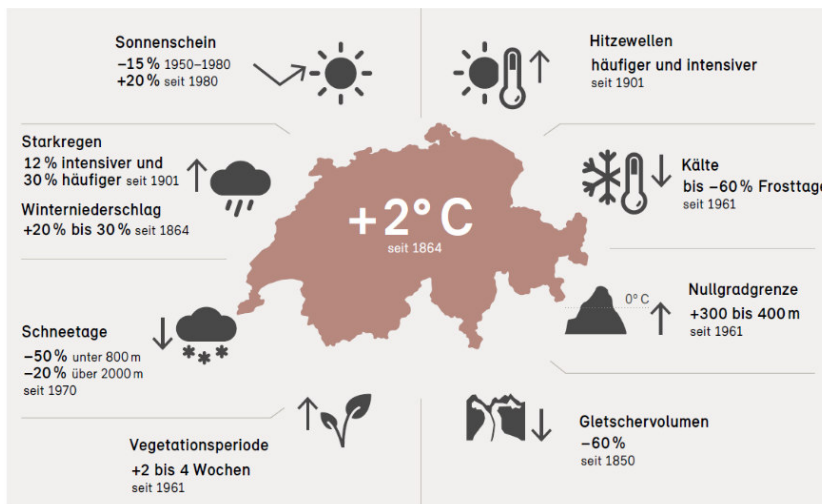 Sonnenschein
–15 % 1950–1980
+20 % seit 1980
Hitzewellen
häufiger und intensiver
seit 1901
Starkregen
12 % intensiver und
30 % häufiger seit 1901
Winterniederschlag
+20 % bis 30 % seit 1864
+2° C
seit 1864
Kälte
bis –60 % Frosttage
seit 1961
0° C
Nullgradgrenze
+300 bis 400 m
seit 1961
Schneetage
–50 % unter 800 m
–20 % über 2000 m
seit 1970
Vegetationsperiode
+2 bis 4 Wochen
seit 1961
Gletschervolumen
–60 %
seit 1850